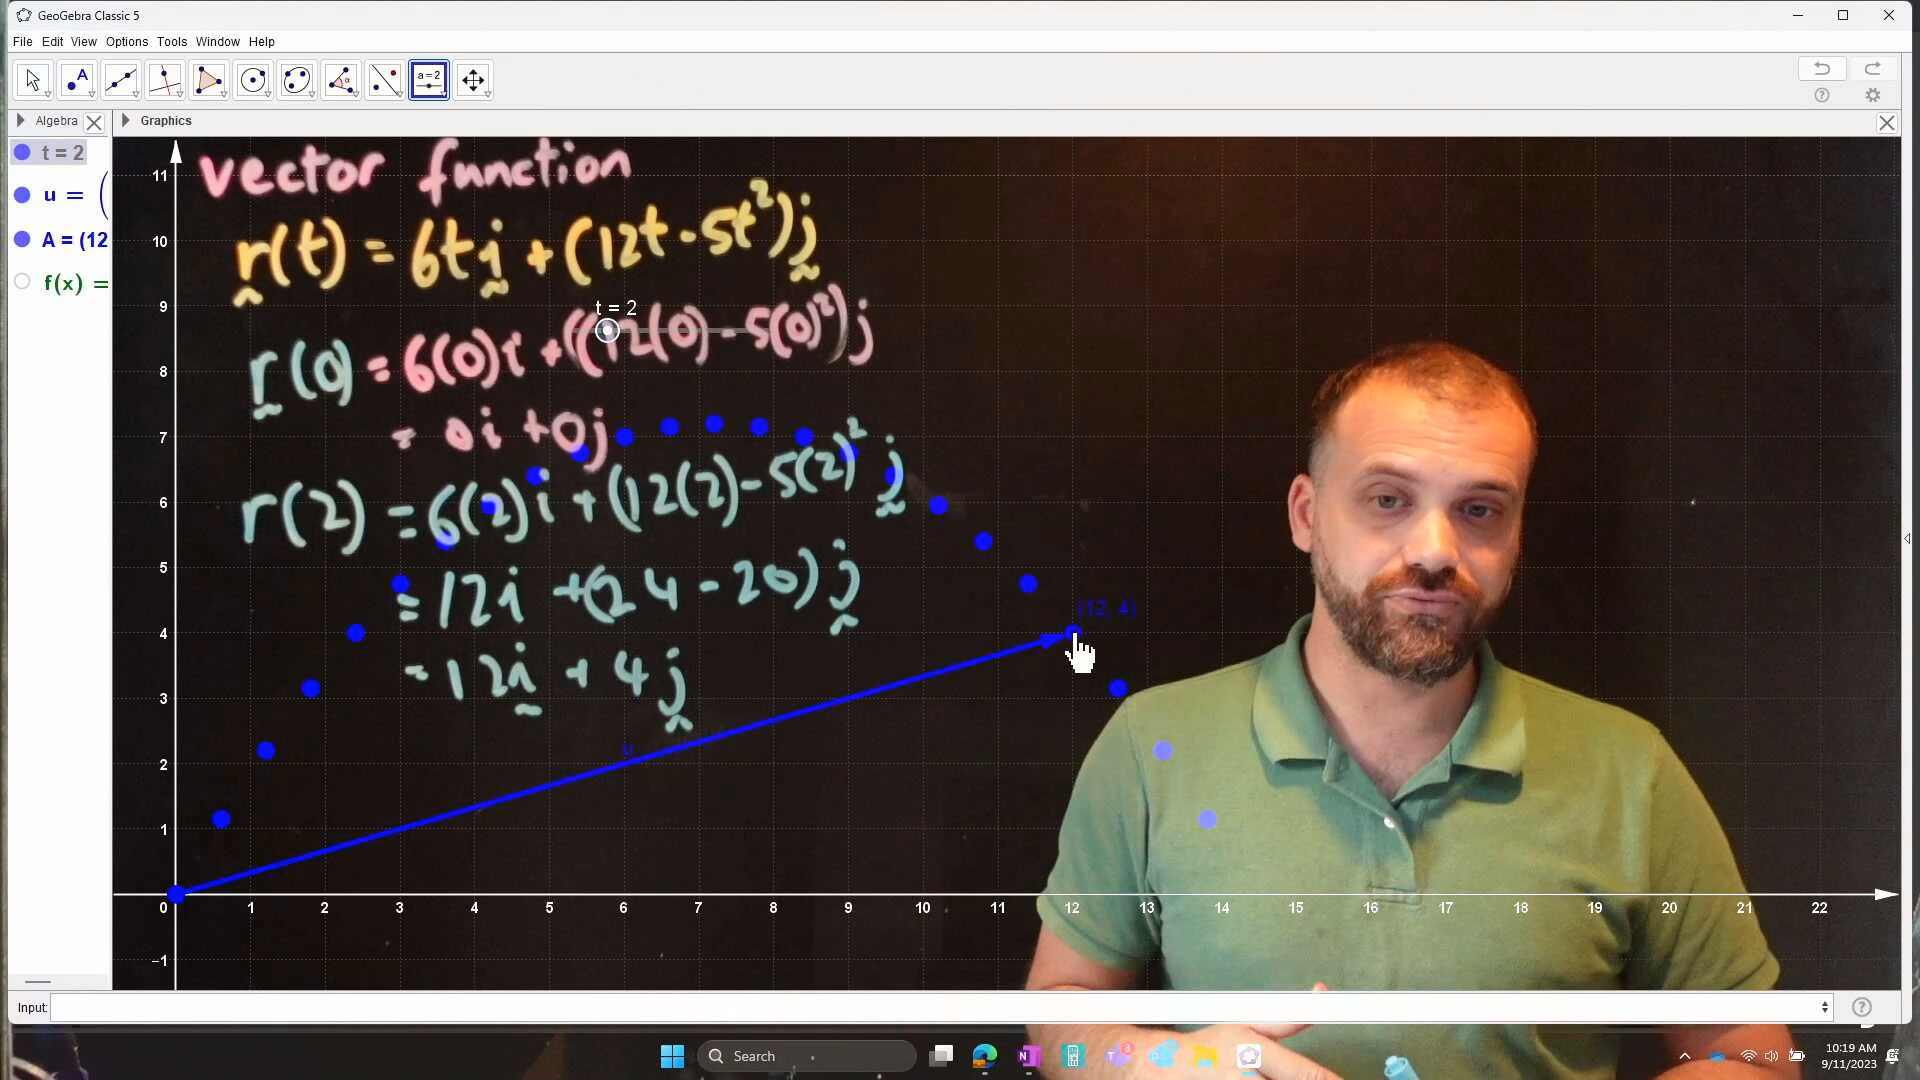 GeoGebra Classic 5
File Edit View Options Tools Window Help
A
α
a = 2
Algebra
Graphics
t = 2
u = (
A = (12
f(x) =
vector function
r(t) = 6t j + (12t - 5t²) j
t = 2
r(0) = 6(0)i + ((12(0) - 5(0)²) j
= 0i + 0j
r(2) = 6(2)i + (12(2) - 5(2)² j
= 12i + (24 - 20) j
= 12i + 4j
(12, 4)
u
11
10
9
8
7
6
5
4
3
2
1
0 1 2 3 4 5 6 7 8 9 10 11 12 13 14 15 16 17 18 19 20 21 22
−1
Input:
Search
10:19 AM
9/11/2023